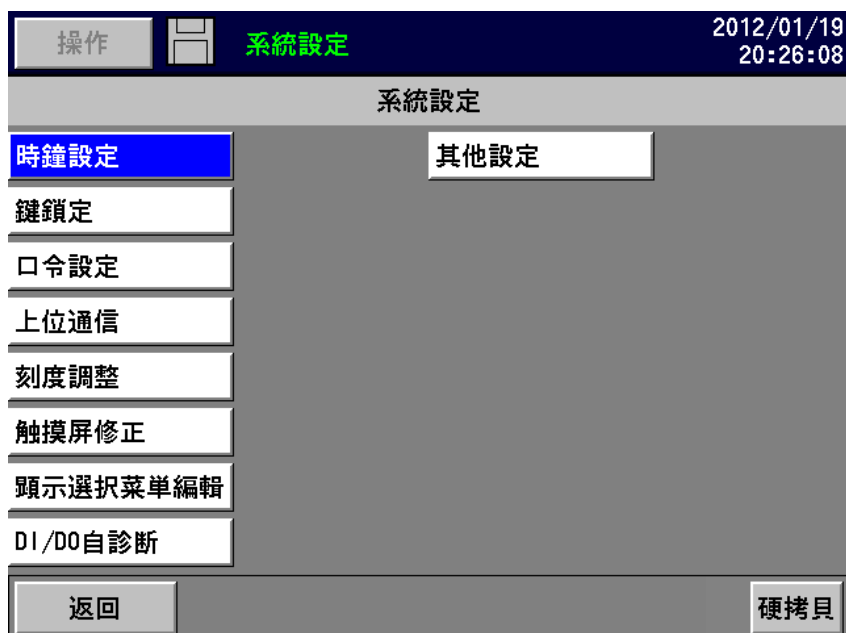 操作
系統設定
2012/01/19
20:26:08
系統設定
時鐘設定
其他設定
鍵鎖定
口令設定
上位通信
刻度調整
触摸屏修正
顕示選択菜単編輯
DI/DO自診断
返回
硬拷貝